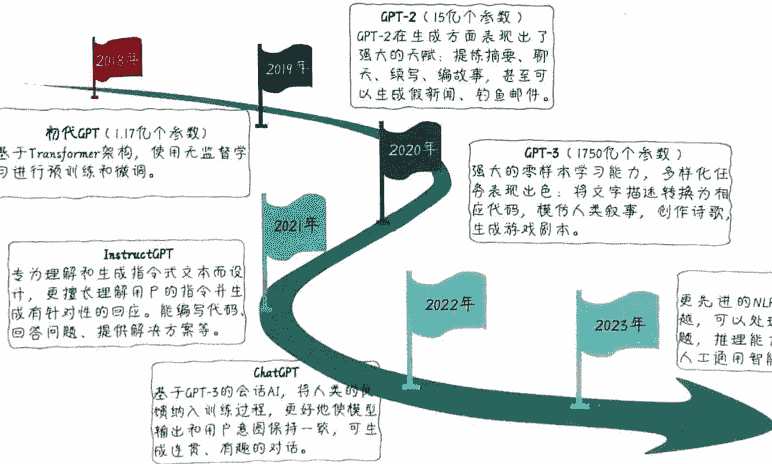 2018年
初代GPT（1.17亿个参数）
基于Transformer架构，使用无监督学
习进行预训练和微调。
2019年
GPT-2（15亿个参数）
GPT-2在生成方面表现出了
强大的天赋：提炼摘要、聊
天、续写、编故事，甚至可
以生成假新闻、钓鱼邮件。
2020年
GPT-3（1750亿个参数）
强大的零样本学习能力，多样化任
务表现出色：将文字描述转换为相
应代码，模仿人类叙事，创作诗歌，
生成游戏剧本。
2021年
InstructGPT
专为理解和生成指令式文本而设
计，更擅长理解用户的指令并生
成有针对性的回应。能编写代码、
回答问题、提供解决方案等。
2022年
ChatGPT
基于GPT-3的会话AI，将人类的反
馈纳入训练过程，更好地使模型
输出和用户意图保持一致，可生
成连贯、有趣的对话。
2023年
更先进的NL
越，可以处理
题，推理能
人工通用智能